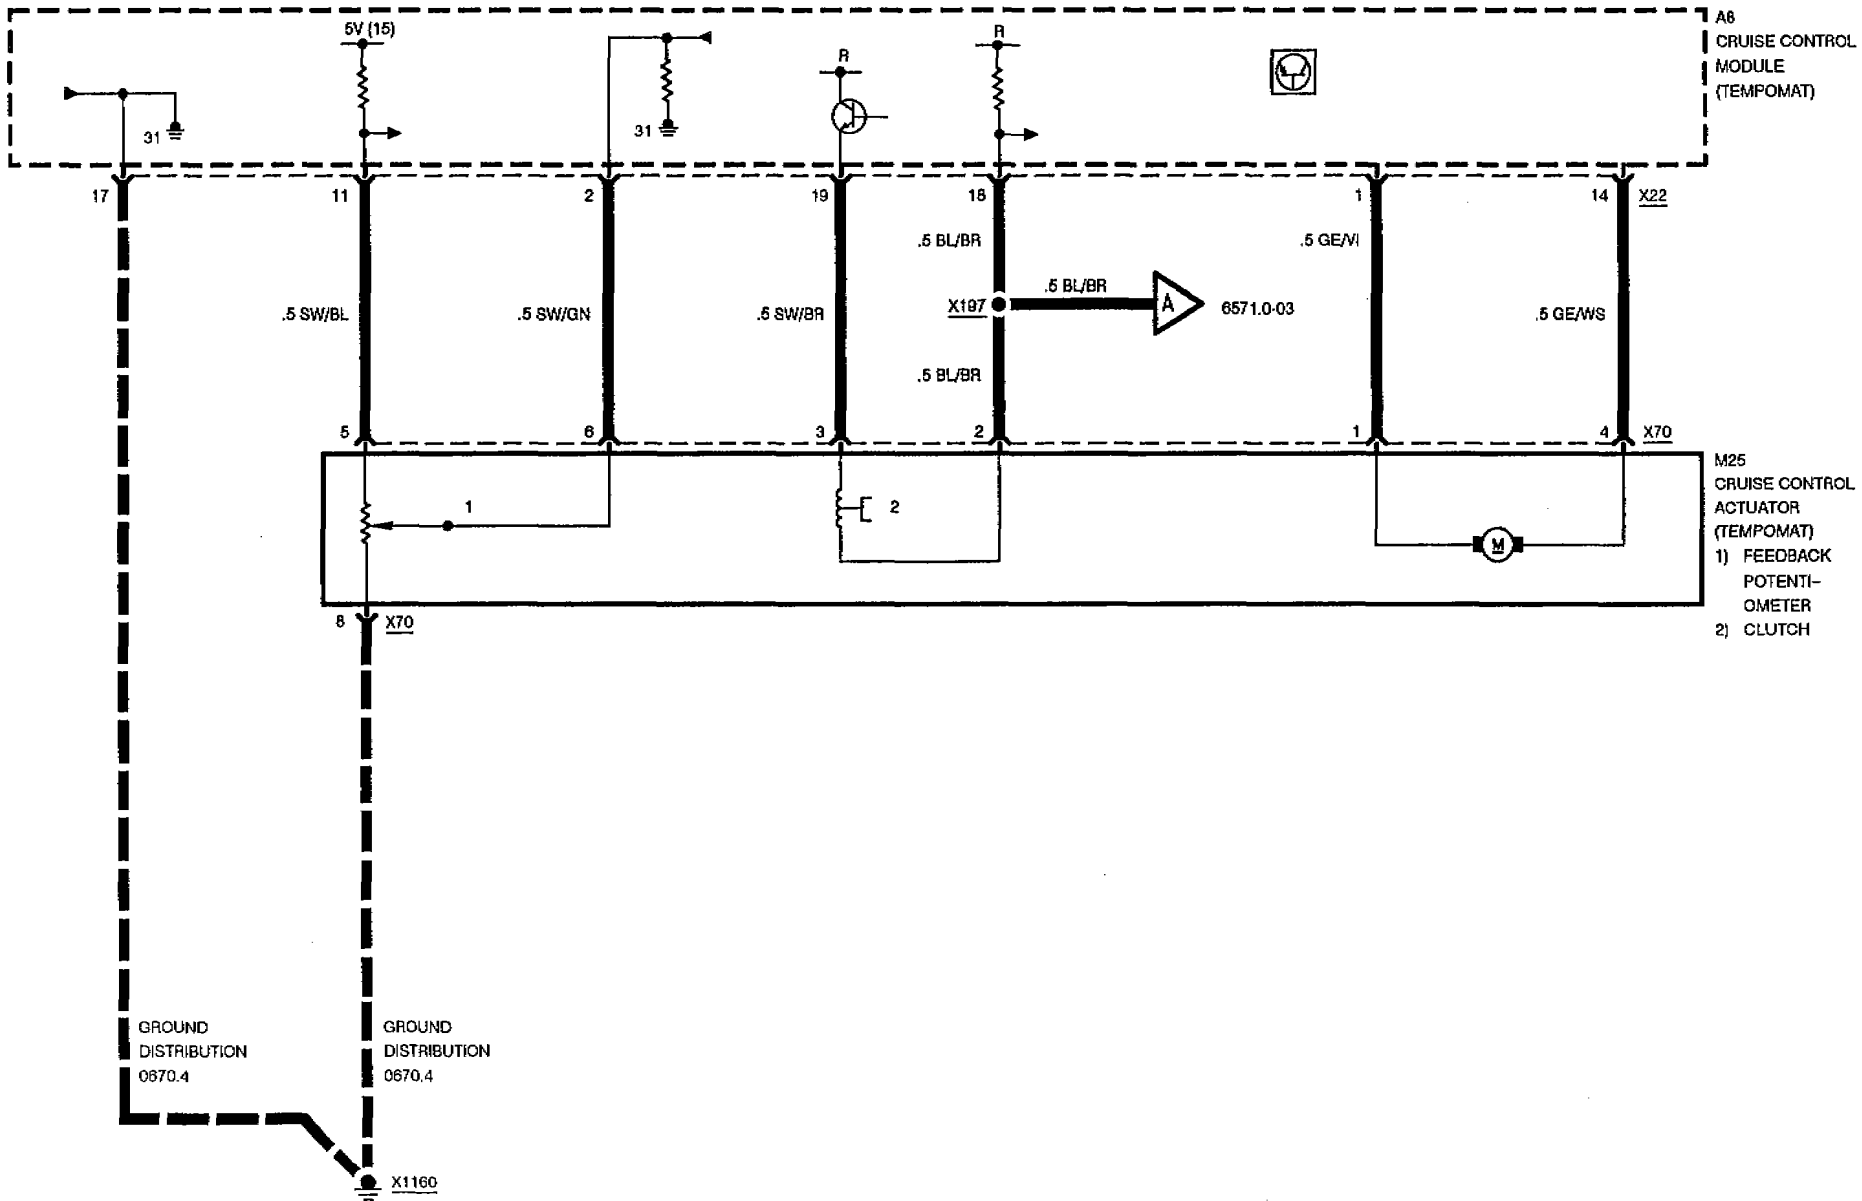 A8
CRUISE CONTROL
MODULE
(TEMPOMAT)
5V (15)
R
R
31
31
17
11
2
19
18
1
14
X22
.5 BL/BR
.5 GE/VI
.5 BL/BR
A
6571.0-03
X197
.5 SW/BL
.5 SW/GN
.5 SW/BR
.5 GE/WS
.5 BL/BR
5
6
3
2
1
4
X70
M25
CRUISE CONTROL
ACTUATOR
(TEMPOMAT)
1) FEEDBACK
POTENTI–
OMETER
2) CLUTCH
1
2
M
8
X70
GROUND
DISTRIBUTION
0670.4
GROUND
DISTRIBUTION
0670.4
X1160